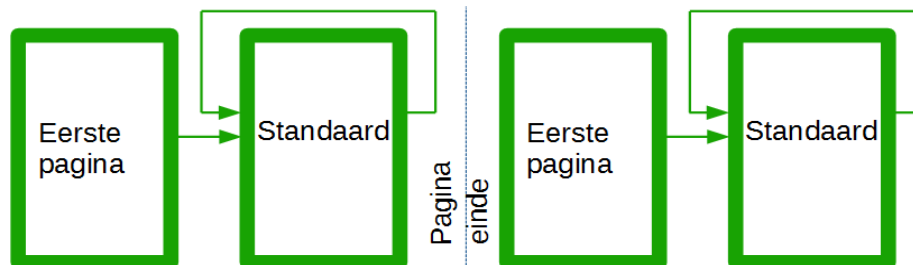 Eerste
pagina
Standaard
Pagina
einde
Eerste
pagina
Standaard